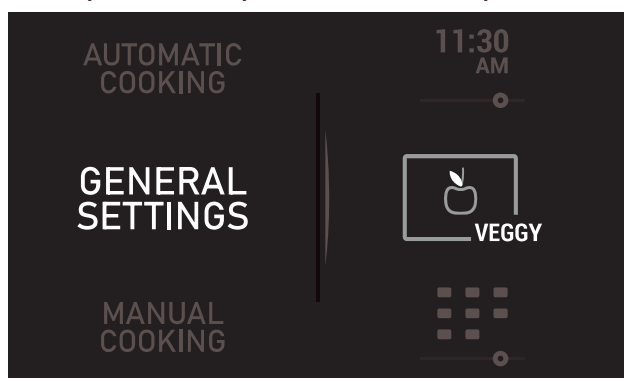 AUTOMATIC
COOKING
11:30
AM
GENERAL
SETTINGS
VEGGY
MANUAL
COOKING